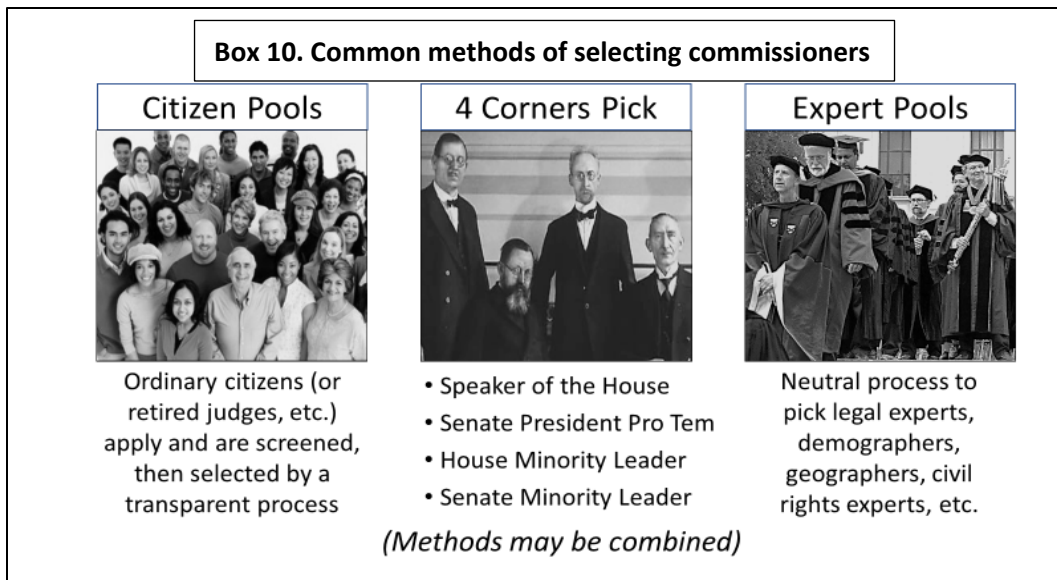 Box 10. Common methods of selecting commissioners
Citizen Pools
Ordinary citizens (or
retired judges, etc.)
apply and are screened,
then selected by a
transparent process
4 Corners Pick
• Speaker of the House
• Senate President Pro Tem
• House Minority Leader
• Senate Minority Leader
Expert Pools
Neutral process to
pick legal experts,
demographers,
geographers, civil
rights experts, etc.
(Methods may be combined)